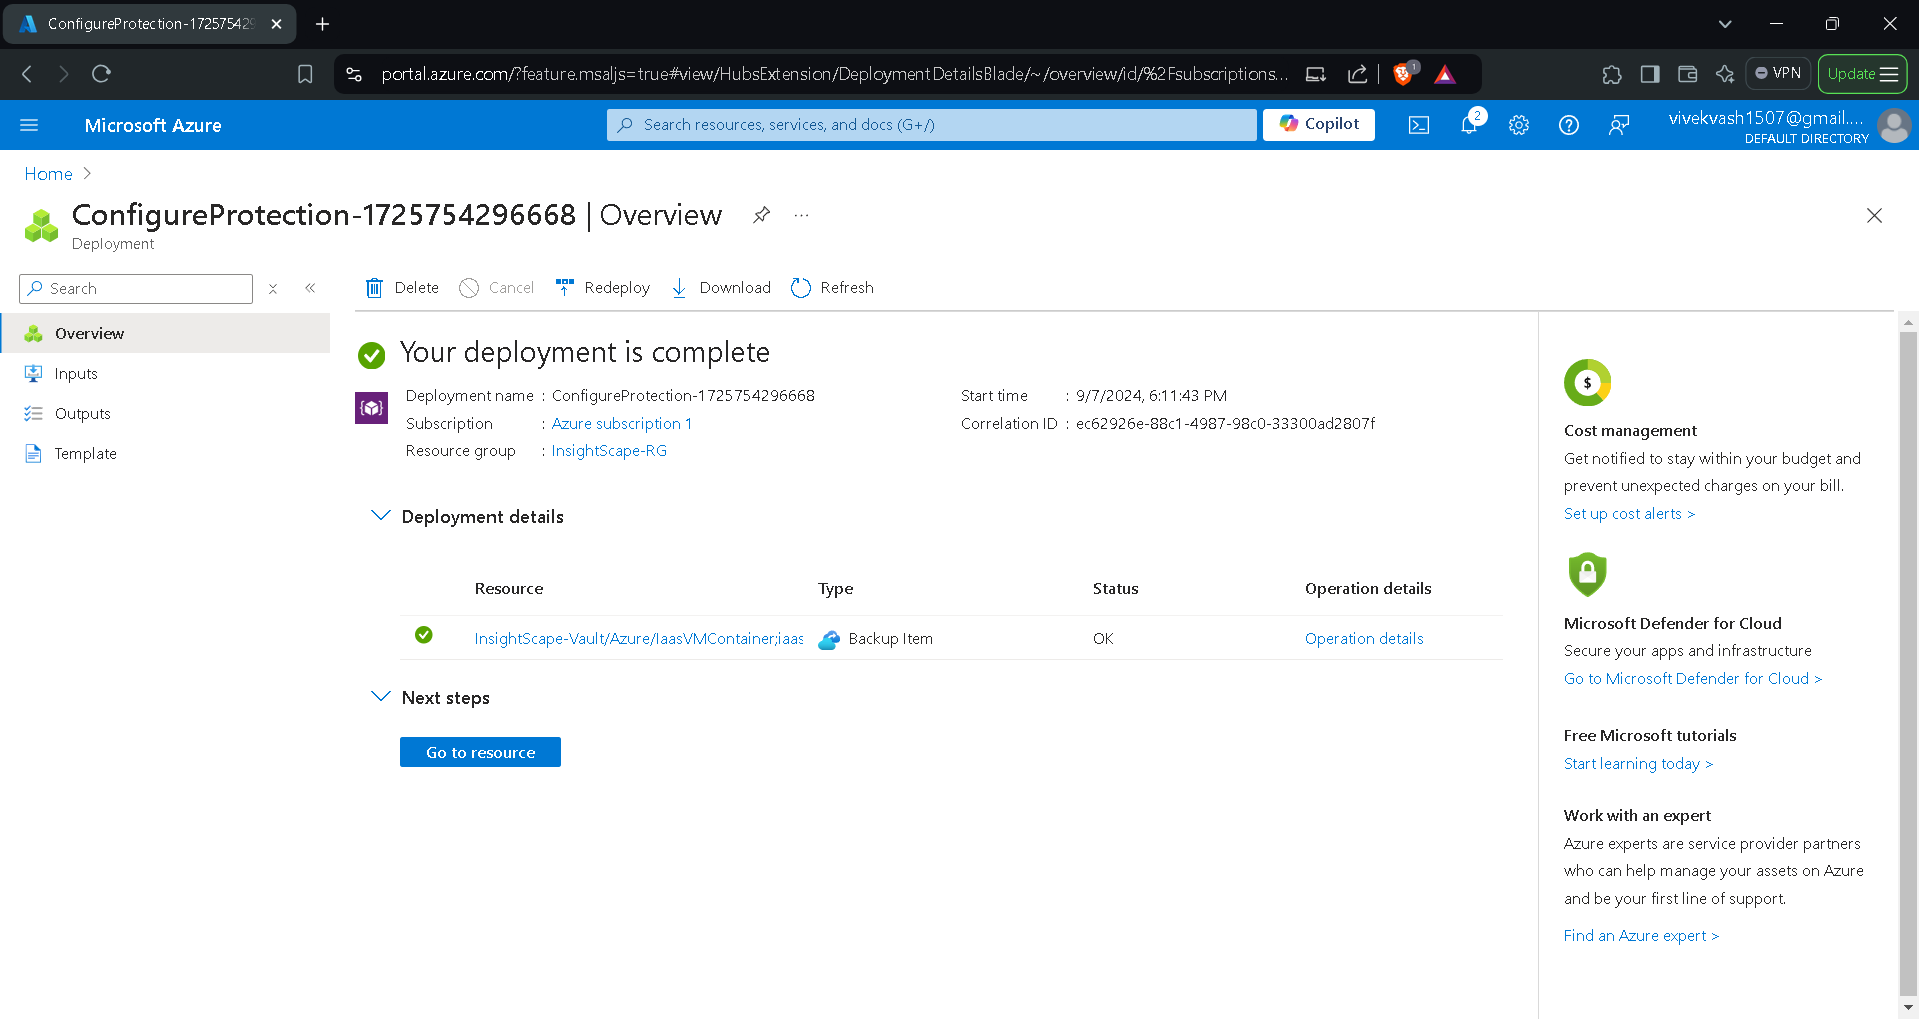 ConfigureProtection-17257542
portal.azure.com/?feature.msaljs=true#view/HubsExtension/DeploymentDetailsBlade/~/overview/id/%2Fsubscriptions...
1
VPN
Update
Microsoft Azure
Search resources, services, and docs (G+/)
Copilot
2
vivekvash1507@gmail....
DEFAULT DIRECTORY
Home
ConfigureProtection-1725754296668 | Overview
...
Deployment
Search
Delete
Cancel
Redeploy
Download
Refresh
Overview
Inputs
Outputs
Template
Your deployment is complete
Deployment name : ConfigureProtection-1725754296668
Subscription : Azure subscription 1
Resource group : InsightScape-RG
Start time : 9/7/2024, 6:11:43 PM
Correlation ID : ec62926e-88c1-4987-98c0-33300ad2807f
Deployment details
Resource Type Status Operation details
InsightScape-Vault/Azure/IaasVMContainer;iaas Backup Item OK Operation details
Next steps
Go to resource
$
Cost management
Get notified to stay within your budget and
prevent unexpected charges on your bill.
Set up cost alerts >
Microsoft Defender for Cloud
Secure your apps and infrastructure
Go to Microsoft Defender for Cloud >
Free Microsoft tutorials
Start learning today >
Work with an expert
Azure experts are service provider partners
who can help manage your assets on Azure
and be your first line of support.
Find an Azure expert >